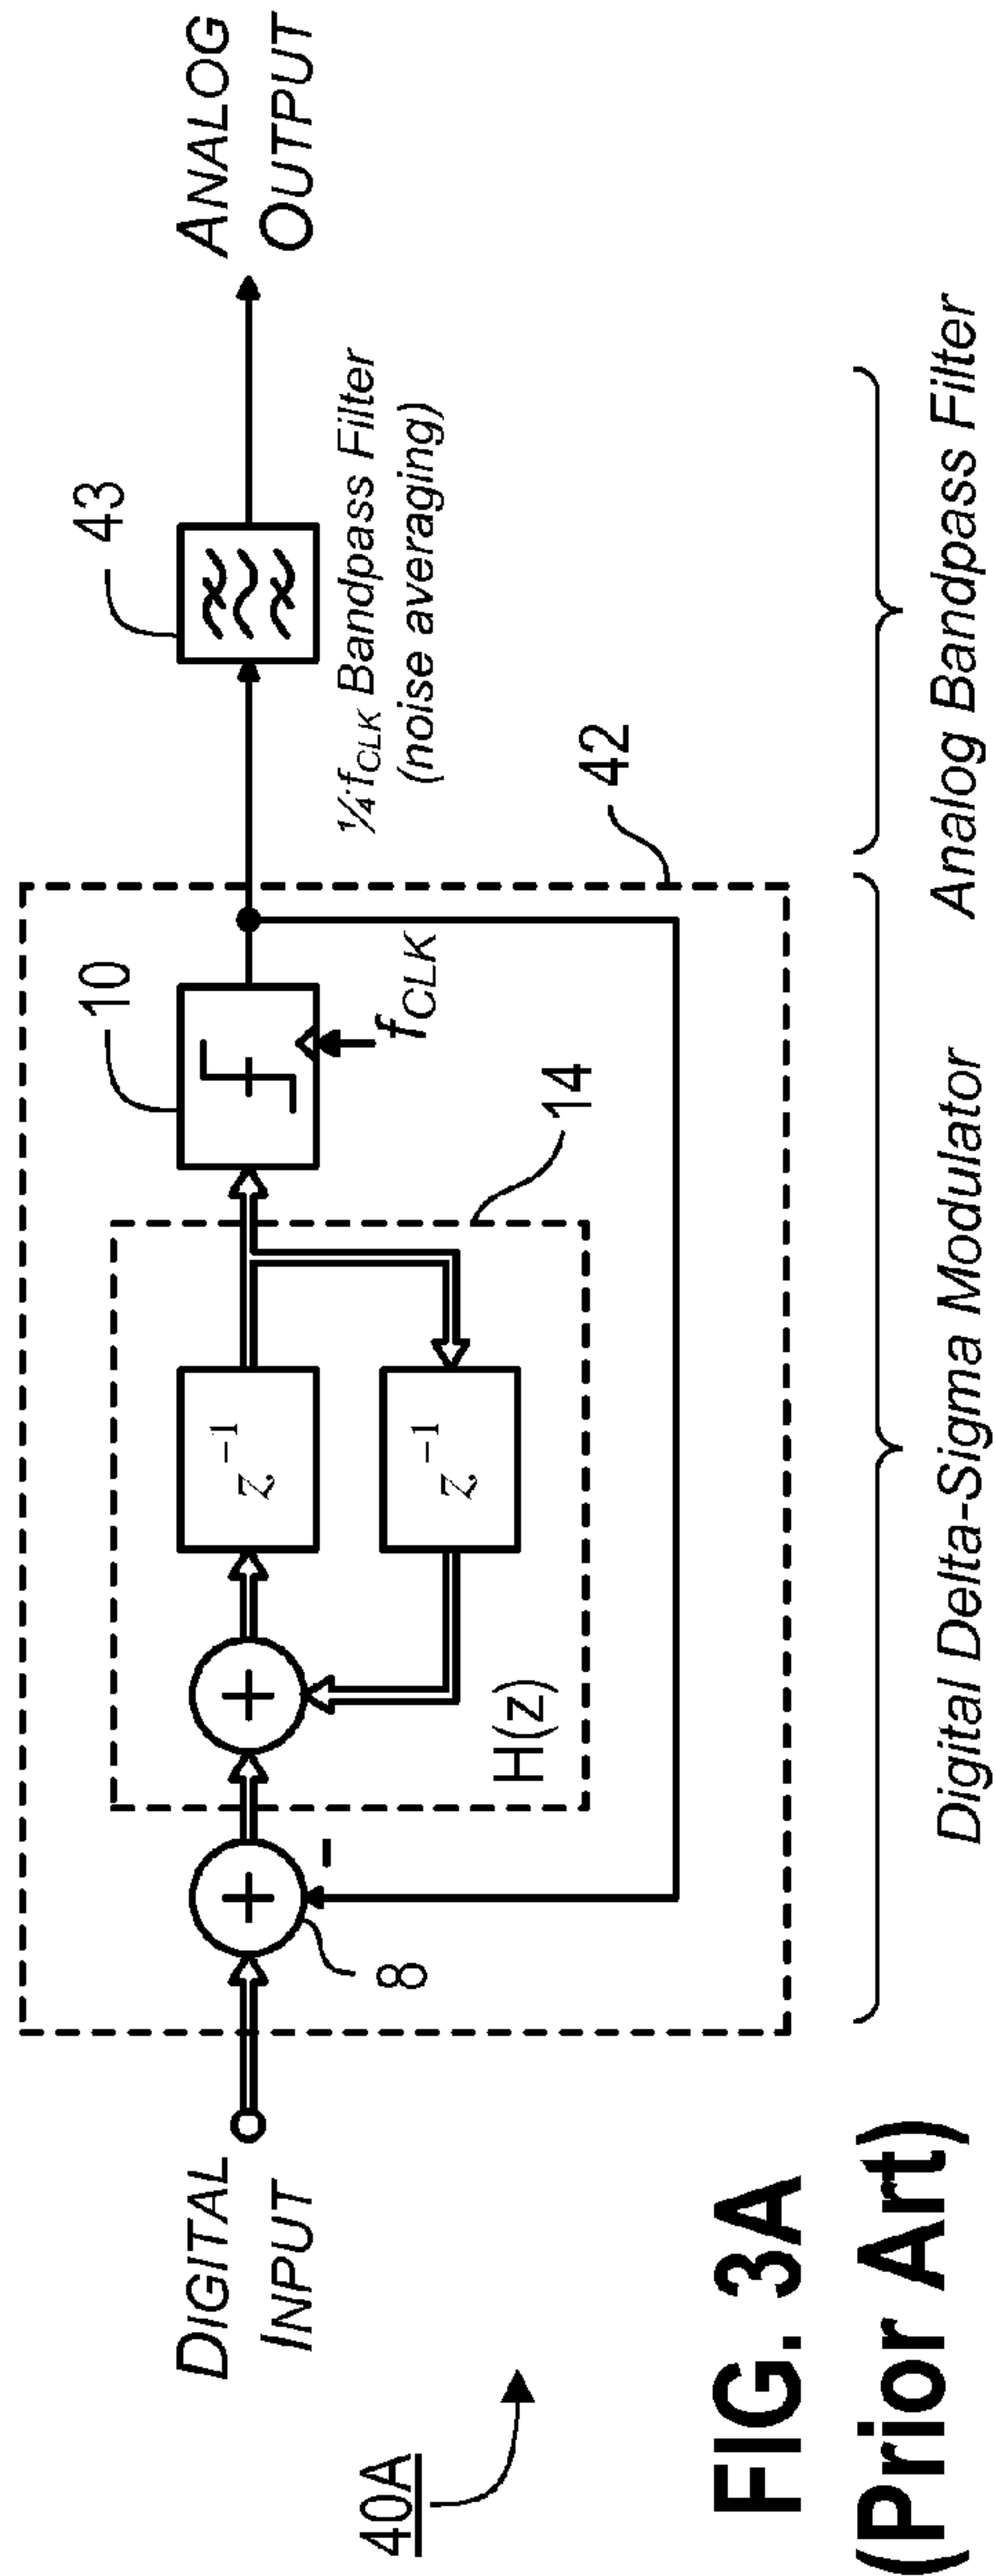 DIGITAL
INPUT
8
+
+
−
H(z)
z⁻¹
z⁻¹
14
10
fCLK
42
43
¼·fCLK Bandpass Filter
(noise averaging)
ANALOG
OUTPUT
Digital Delta-Sigma Modulator
Analog Bandpass Filter
40A
FIG. 3A
(Prior Art)